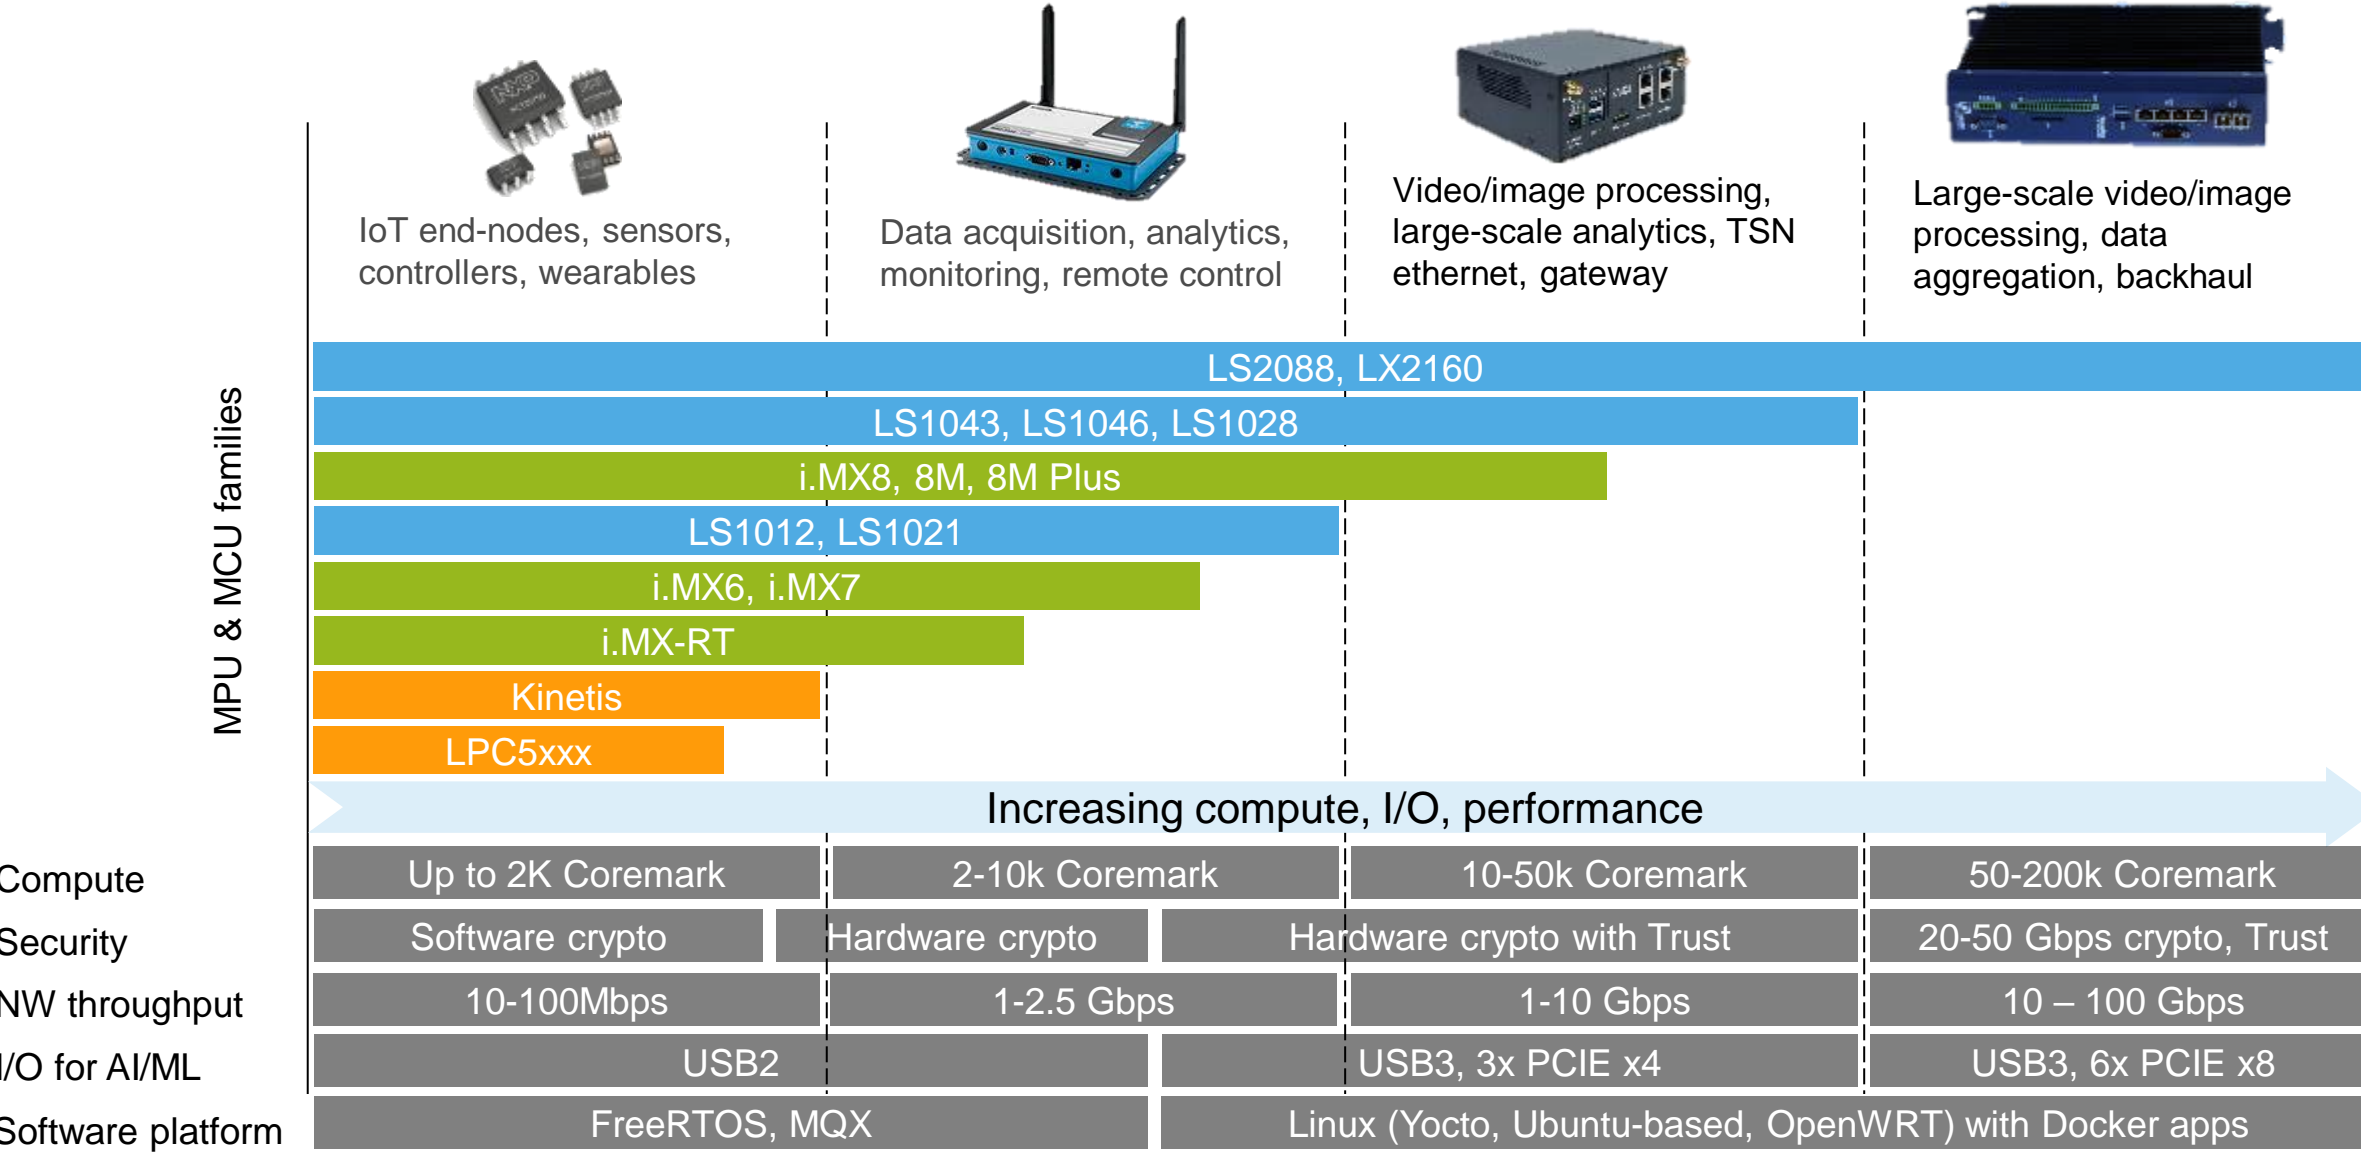 NXP
IoT end-nodes, sensors,
controllers, wearables
Data acquisition, analytics,
monitoring, remote control
Video/image processing,
large-scale analytics, TSN
ethernet, gateway
Large-scale video/image
processing, data
aggregation, backhaul
MPU & MCU families
LS2088, LX2160
LS1043, LS1046, LS1028
i.MX8, 8M, 8M Plus
LS1012, LS1021
i.MX6, i.MX7
i.MX-RT
Kinetis
LPC5xxx
Increasing compute, I/O, performance
Compute
Up to 2K Coremark
2-10k Coremark
10-50k Coremark
50-200k Coremark
Security
Software crypto
Hardware crypto
Hardware crypto with Trust
20-50 Gbps crypto, Trust
NW throughput
10-100Mbps
1-2.5 Gbps
1-10 Gbps
10 – 100 Gbps
I/O for AI/ML
USB2
USB3, 3x PCIE x4
USB3, 6x PCIE x8
Software platform
FreeRTOS, MQX
Linux (Yocto, Ubuntu-based, OpenWRT) with Docker apps